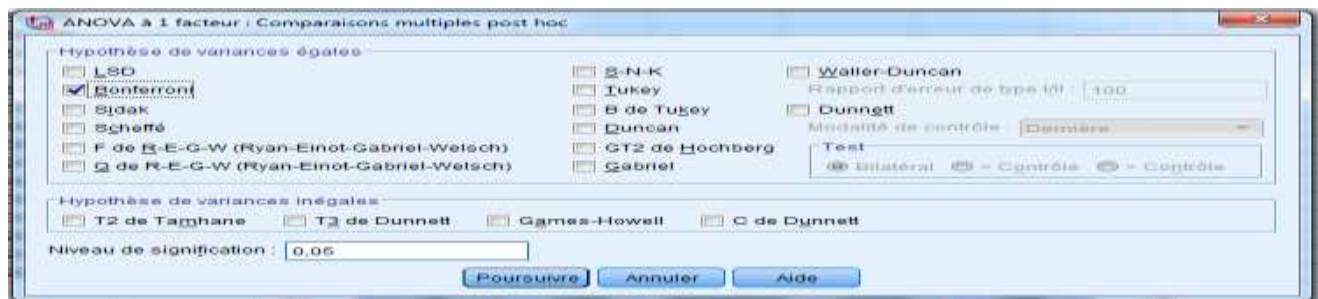 ANOVA à 1 facteur : Comparaisons multiples post hoc
Hypothèse de variances égales
LSD
Bonferroni
Sidak
Scheffé
F de R-E-G-W (Ryan-Einot-Gabriel-Welsch)
Q de R-E-G-W (Ryan-Einot-Gabriel-Welsch)
S-N-K
Tukey
B de Tukey
Duncan
GT2 de Hochberg
Gabriel
Waller-Duncan
Rapport d'erreur de type I/II : 100
Dunnett
Modalité de contrôle : Dernière
Test
Bilatéral - Contrôle - Contrôle
Hypothèse de variances inégales
T2 de Tamhane T3 de Dunnett Games-Howell C de Dunnett
Niveau de signification : 0,05
Poursuivre Annuler Aide